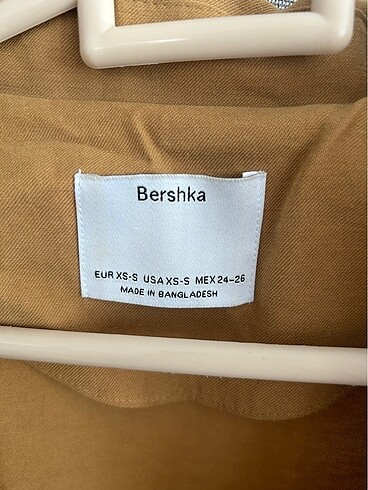 Bershka
EUR XS-S USA XS-S MEX 24-26
MADE IN BANGLADESH